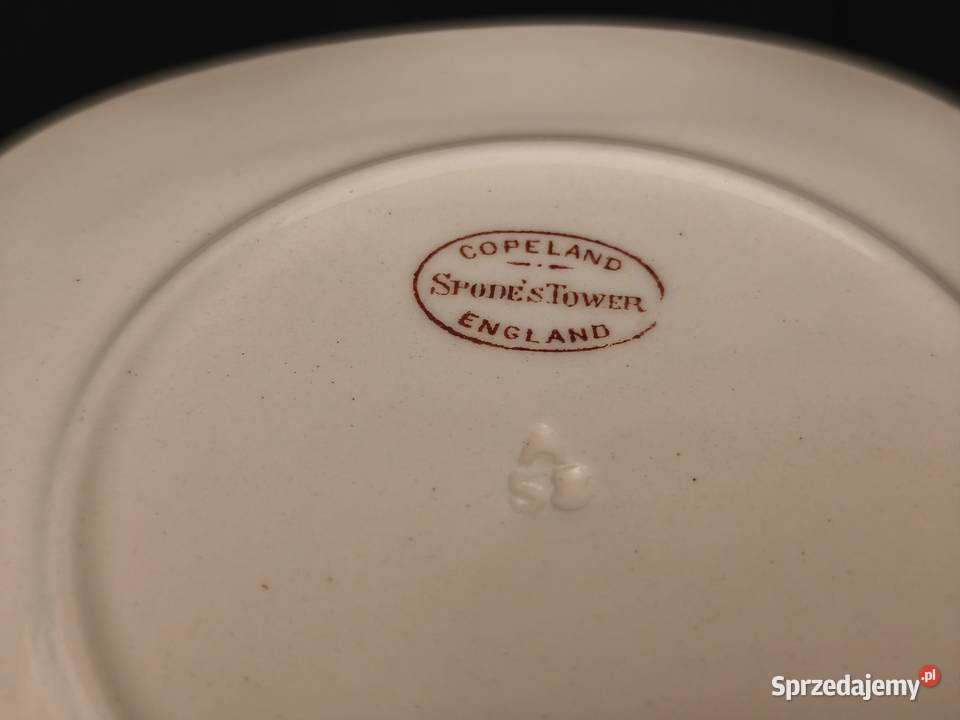 COPELAND
SPODE'S TOWER
ENGLAND
Sprzedajemy.pl